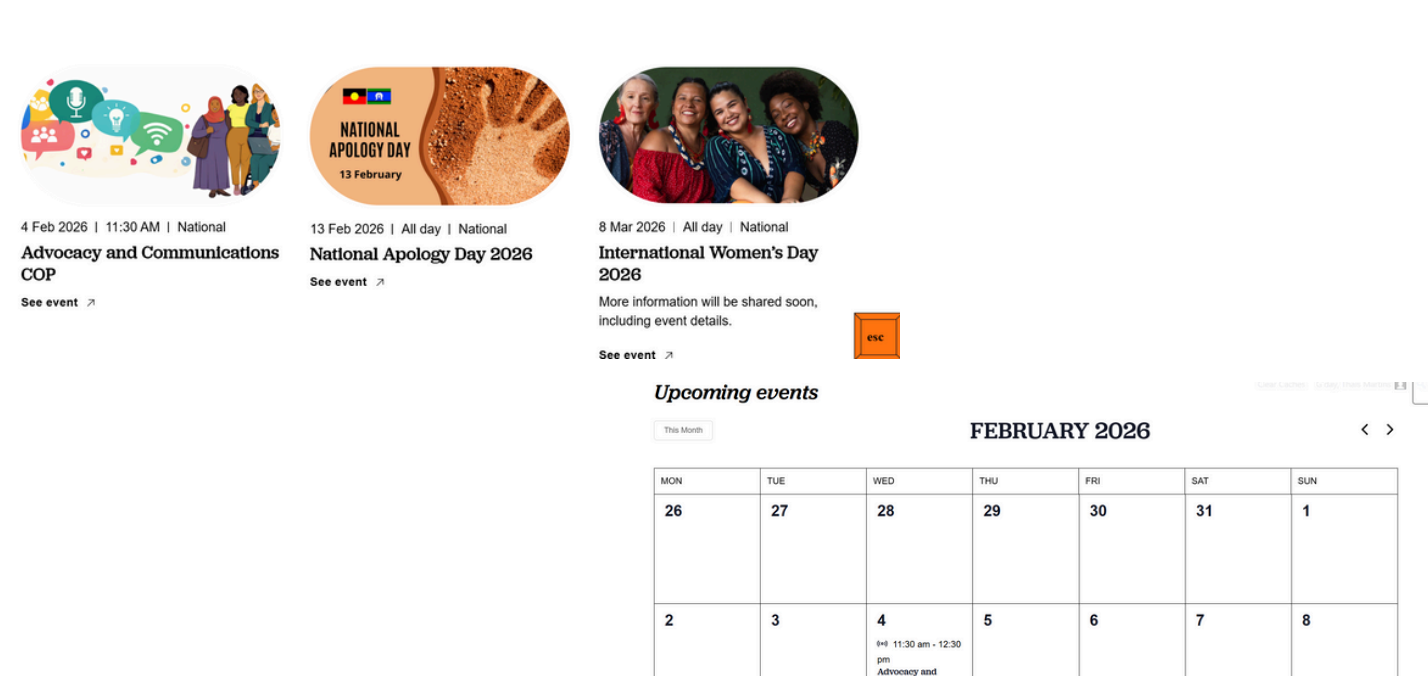 NATIONAL
APOLOGY DAY
13 February
4 Feb 2026 | 11:30 AM | National
Advocacy and Communications
COP
See event ↗
13 Feb 2026 | All day | National
National Apology Day 2026
See event ↗
8 Mar 2026 | All day | National
International Women’s Day
2026
More information will be shared soon,
including event details.
See event ↗
esc
Upcoming events
This Month
FEBRUARY 2026
MON TUE WED THU FRI SAT SUN
26 27 28 29 30 31 1
2 3 4 5 6 7 8
11:30 am - 12:30
pm
Advocacy and